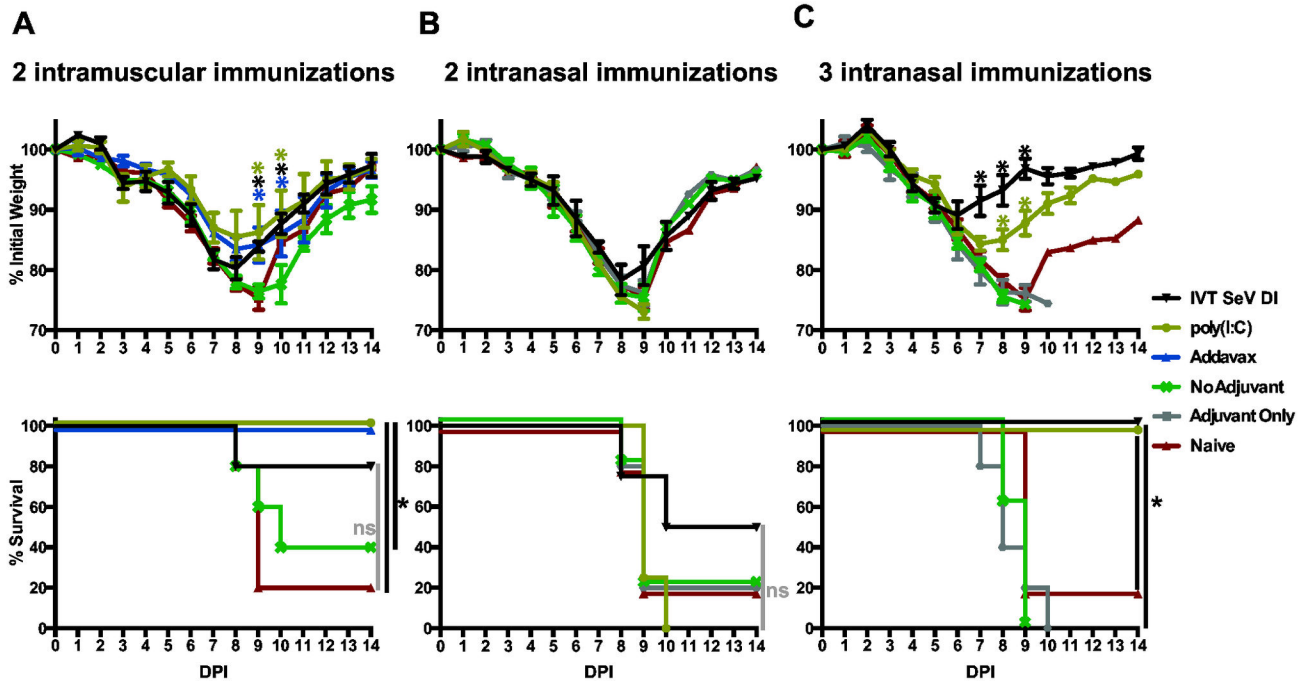 A
B
C
2 intramuscular immunizations
2 intranasal immunizations
3 intranasal immunizations
% Initial Weight
100
90
80
70
0 1 2 3 4 5 6 7 8 9 10 11 12 13 14
* * * * *
100
90
80
70
0 1 2 3 4 5 6 7 8 9 10 11 12 13 14
100
90
80
70
0 1 2 3 4 5 6 7 8 9 10 11 12 13 14
* * * * *
IVT SeV DI
poly(I:C)
Addavax
No Adjuvant
Adjuvant Only
Naive
% Survival
100
80
60
40
20
0
0 1 2 3 4 5 6 7 8 9 10 11 12 13 14
ns
*
DPI
100
80
60
40
20
0
0 1 2 3 4 5 6 7 8 9 10 11 12 13 14
ns
DPI
100
80
60
40
20
0
0 1 2 3 4 5 6 7 8 9 10 11 12 13 14
*
DPI